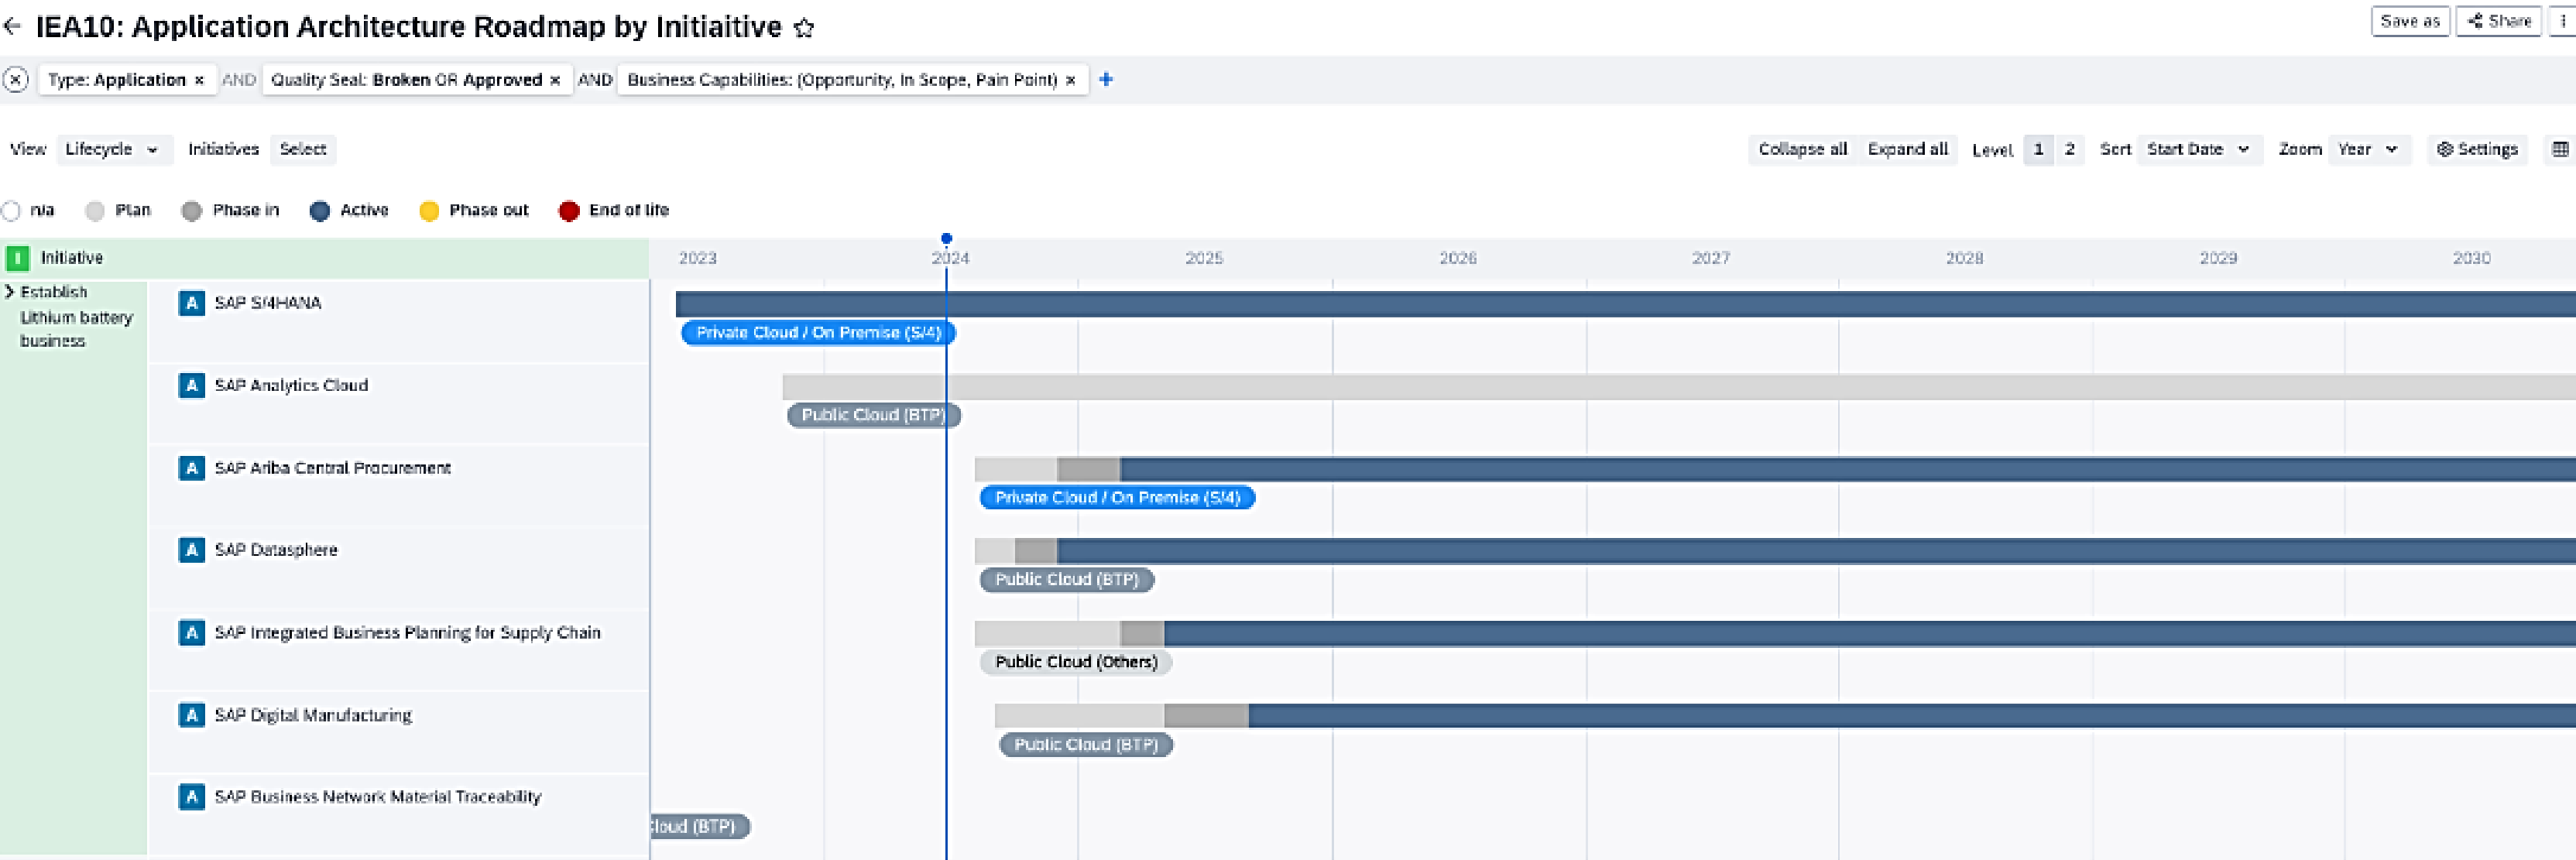 IEA10: Application Architecture Roadmap by Initiaitive
Save as
Share
Type: Application × AND Quality Seal: Broken OR Approved × AND Business Capabilities: (Opportunity, In Scope, Pain Point) × +
View Lifecycle Initiatives Select
Collapse all Expand all Level 1 2 Sort Start Date Zoom Year Settings
n/a Plan Phase in Active Phase out End of life
I Initiative 2023 2024 2025 2026 2027 2028 2029 2030
Establish
Lithium battery
business
A SAP S/4HANA
Private Cloud / On Premise (S/4)
A SAP Analytics Cloud
Public Cloud (BTP)
A SAP Ariba Central Procurement
Private Cloud / On Premise (S/4)
A SAP Datasphere
Public Cloud (BTP)
A SAP Integrated Business Planning for Supply Chain
Public Cloud (Others)
A SAP Digital Manufacturing
Public Cloud (BTP)
A SAP Business Network Material Traceability
Cloud (BTP)